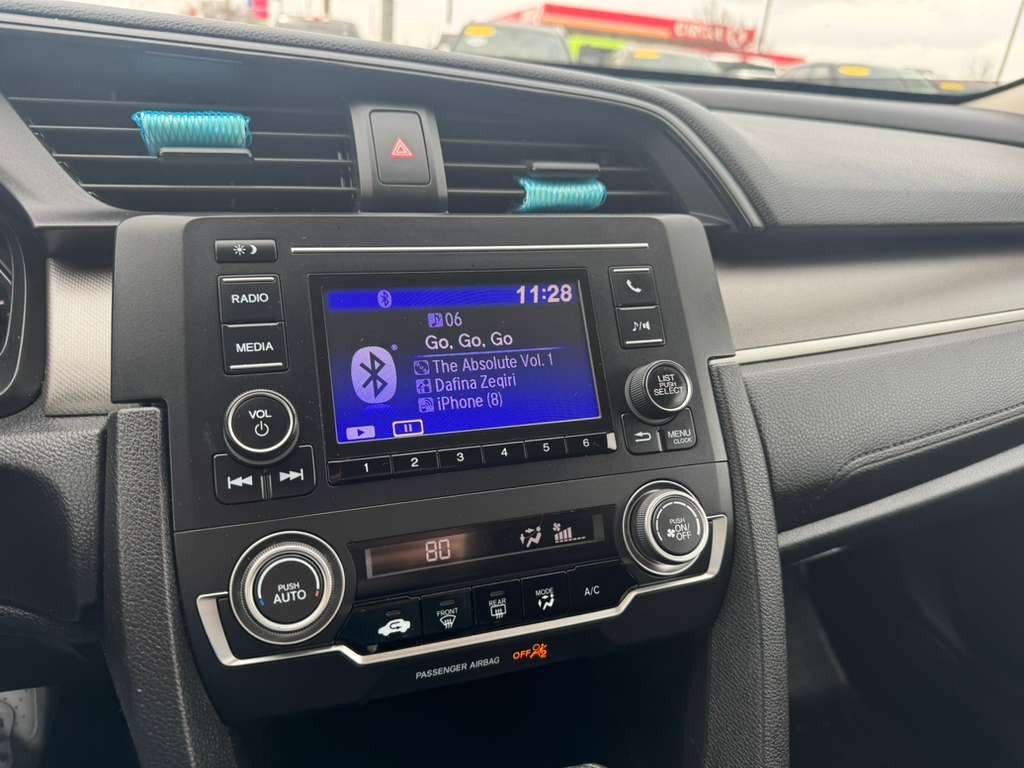 RADIO
MEDIA
VOL
11:28
06
Go, Go, Go
The Absolute Vol. 1
Dafina Zeqiri
iPhone (8)
1 2 3 4 5 6
LIST
PUSH
SELECT
MENU
CLOCK
80
PUSH
AUTO
PUSH
ON/
OFF
FRONT
REAR
MODE
A/C
PASSENGER AIRBAG OFF